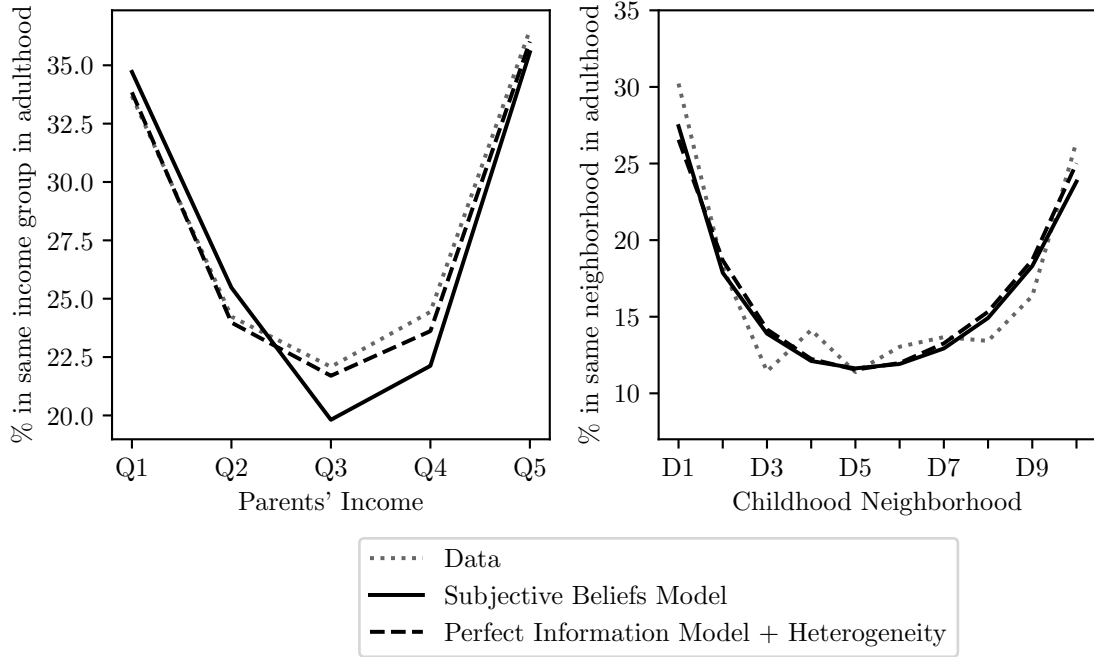 % in same income group in adulthood
35.0
32.5
30.0
27.5
25.0
22.5
20.0
Q1 Q2 Q3 Q4 Q5
Parents' Income
% in same neighborhood in adulthood
35
30
25
20
15
10
D1 D3 D5 D7 D9
Childhood Neighborhood
Data
Subjective Beliefs Model
Perfect Information Model + Heterogeneity